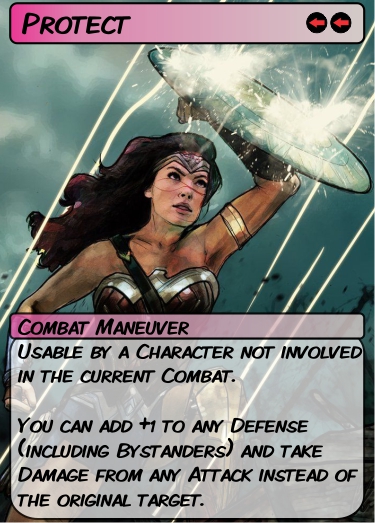 Protect
Combat Maneuver
Usable by a Character not involved
in the current Combat.
You can add +1 to any Defense
(including Bystanders) and take
Damage from any Attack instead of
the original target.